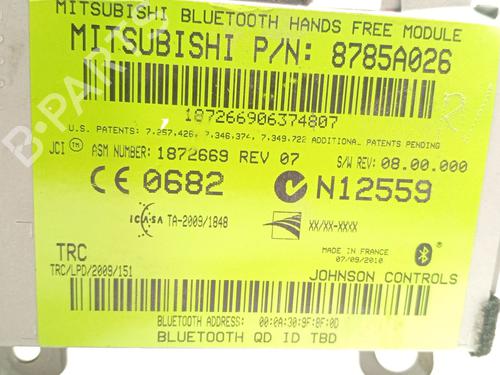 MITSUBISHI BLUETOOTH HANDS FREE MODULE
MITSUBISHI P/N: 8785A026
187266906374807
U.S. PATENTS: 7,257,426, 7,346,374, 7,349,722 ADDITIONAL PATENTS PENDING
JCI TM ASM NUMBER: 1872669 REV 07 S/W REV: 08.00.000
CE 0682 N12559
ICASA TA-2009/1848 XX/XX-XXXX
TRC MADE IN FRANCE
TRC/LPD/2009/151 07/09/2010
JOHNSON CONTROLS
BLUETOOTH ADDRESS: 00:0A:30:9F:8F:0D
BLUETOOTH QD ID TBD
B-PARTS